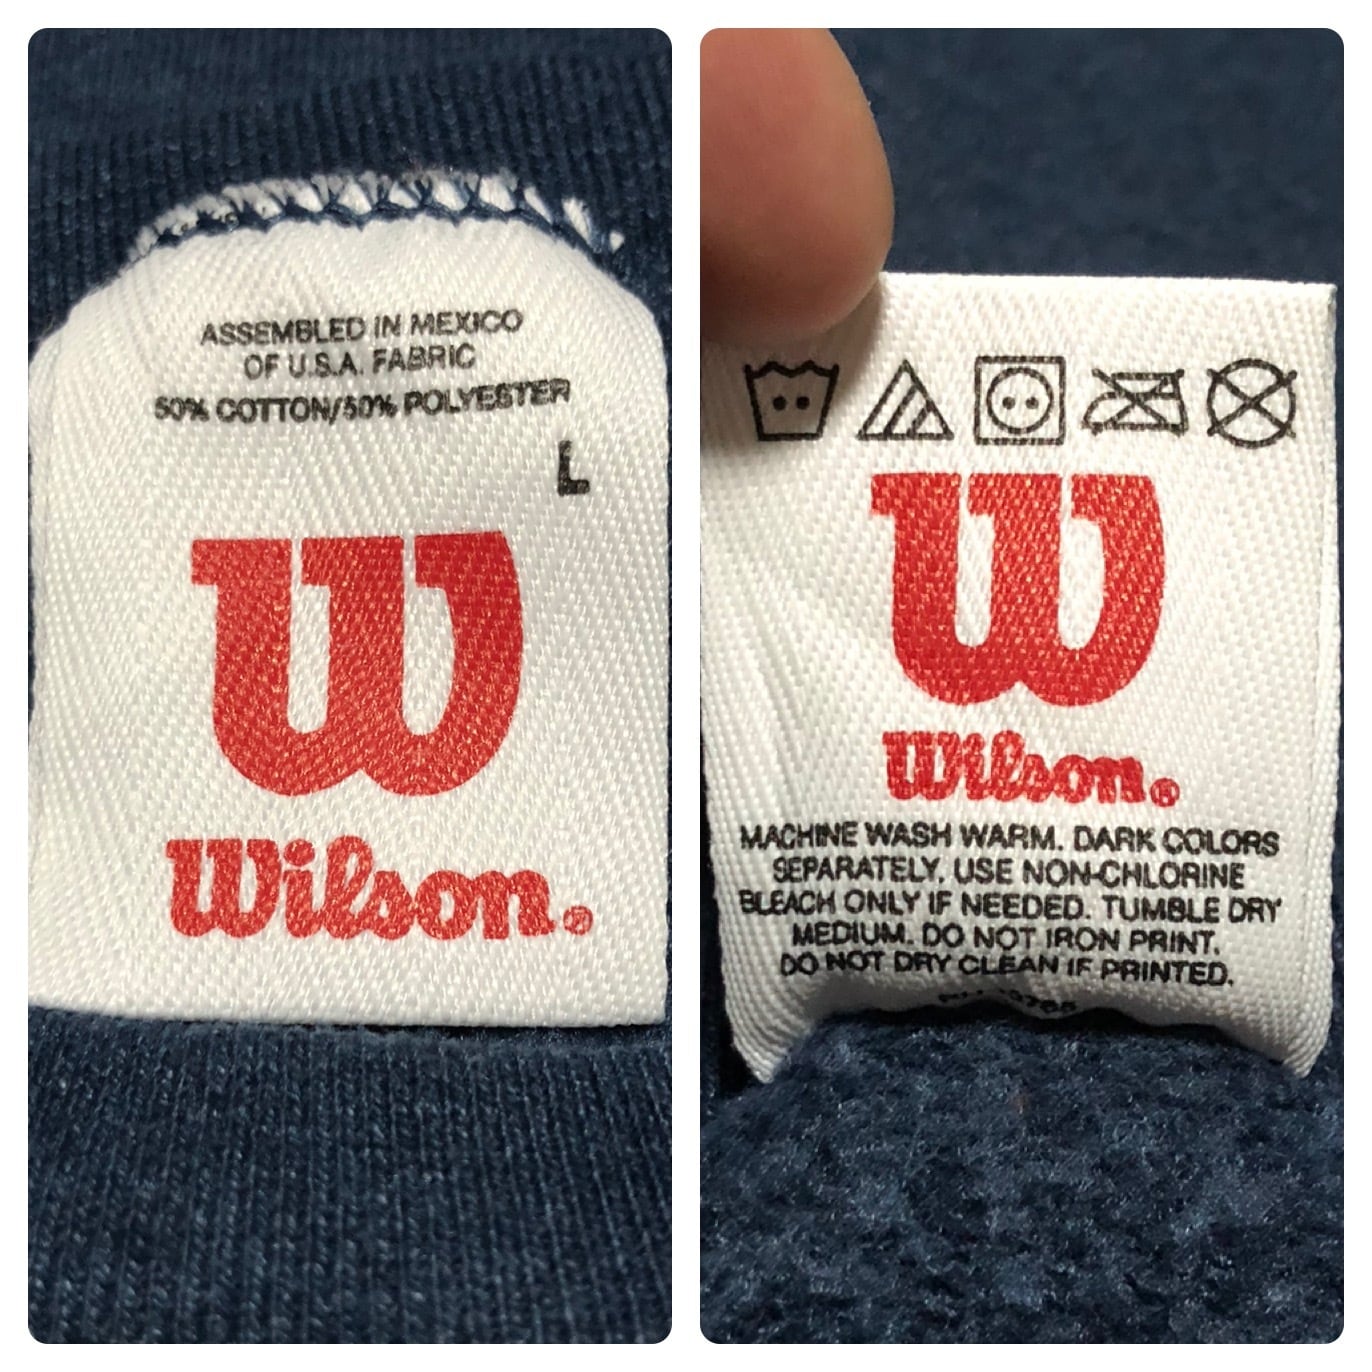 ASSEMBLED IN MEXICO
OF U.S.A. FABRIC
50% COTTON/50% POLYESTER
L
W
Wilson®
W
Wilson®
MACHINE WASH WARM. DARK COLORS
SEPARATELY. USE NON-CHLORINE
BLEACH ONLY IF NEEDED. TUMBLE DRY
MEDIUM. DO NOT IRON PRINT.
DO NOT DRY CLEAN IF PRINTED.